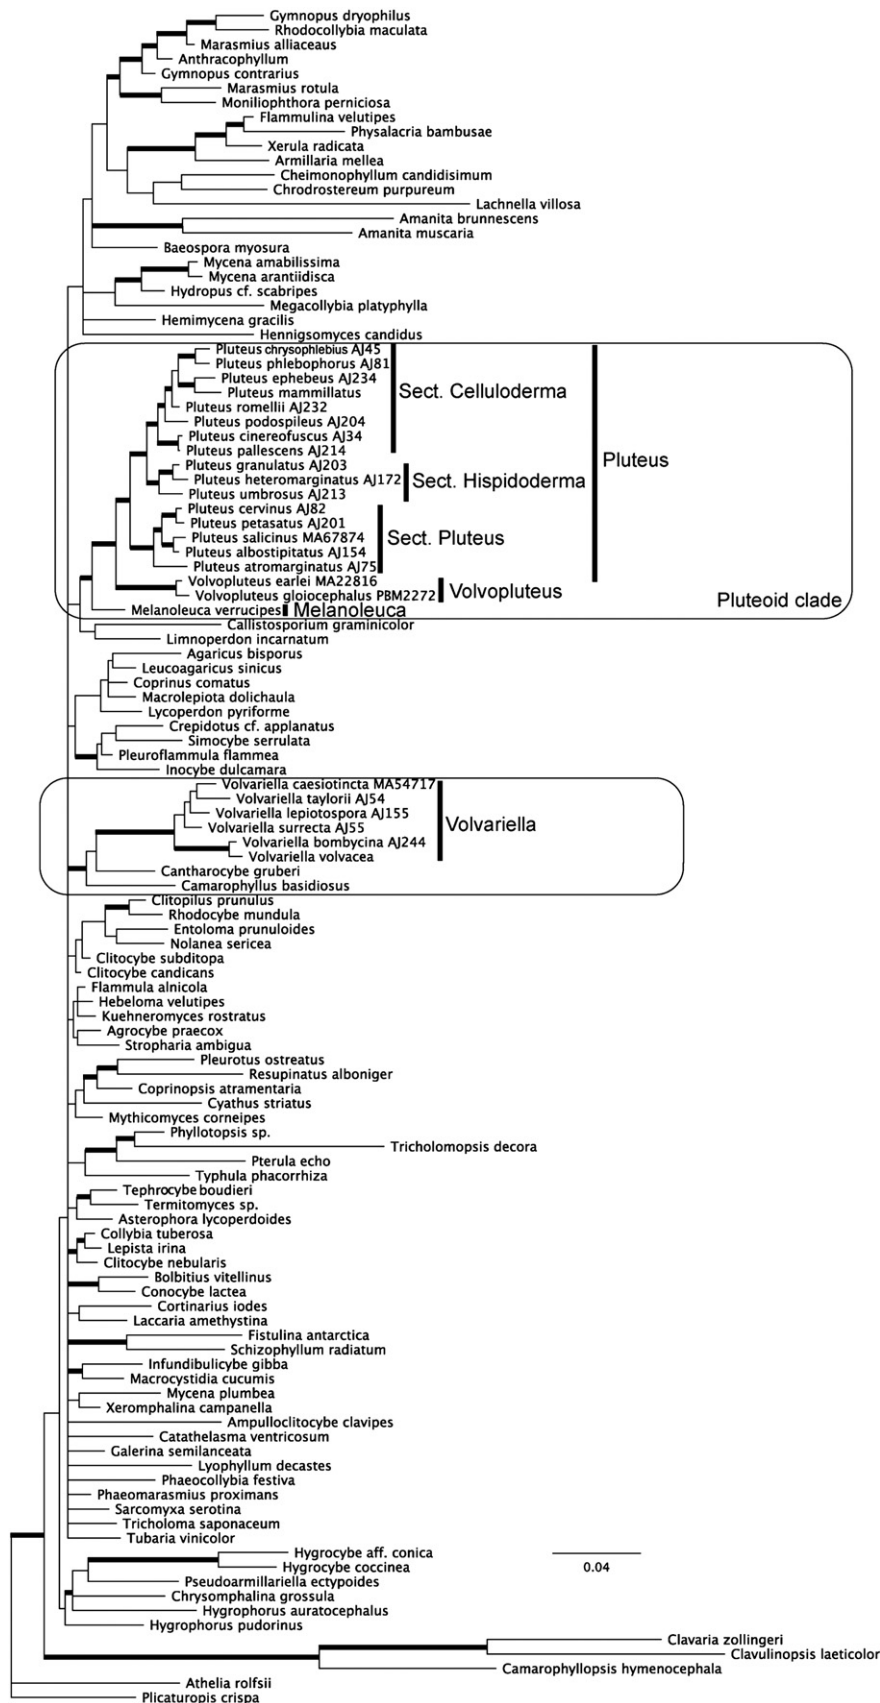 Gymnopus dryophilus
Rhodocollybia maculata
Marasmius alliaceaus
Anthracophyllum
Gymnopus contrarius
Marasmius rotula
Moniliophthora perniciosa
Flammulina velutipes
Physalacria bambusae
Xerula radicata
Armillaria mellea
Cheimonophyllum candidisimum
Chrodrostereum purpureum
Lachnella villosa
Amanita brunnescens
Amanita muscaria
Baeospora myosura
Mycena amabilissima
Mycena arantiidisca
Hydropus cf. scabripes
Megacollybia platyphylla
Hemimycena gracilis
Hennigsomyces candidus
Pluteus chrysophlebius AJ45
Pluteus phlebophorus AJ81
Pluteus ephebeus AJ234
Pluteus mammillatus
Sect. Celluloderma
Pluteus romellii AJ232
Pluteus podospileus AJ204
Pluteus cinereofuscus AJ34
Pluteus pallescens AJ214
Pluteus
Pluteus granulatus AJ203
Pluteus heteromarginatus AJ172
Sect. Hispidoderma
Pluteus umbrosus AJ213
Pluteus cervinus AJ82
Pluteus petasatus AJ201
Pluteus salicinus MA67874
Sect. Pluteus
Pluteus albostipitatus AJ154
Pluteus atromarginatus AJ75
Volvopluteus earlei MA22816
Volvopluteus
Volvopluteus gloiocephalus PBM2272
Pluteoid clade
Melanoleuca verrucipes
Melanoleuca
Callistosporium graminicolor
Limnoperdon incarnatum
Agaricus bisporus
Leucoagaricus sinicus
Coprinus comatus
Macrolepiota dolichaula
Lycoperdon pyriforme
Crepidotus cf. applanatus
Simocybe serrulata
Pleuroflammula flammea
Inocybe dulcamara
Volvariella caesiotincta MA54717
Volvariella taylorii AJ54
Volvariella lepiotospora AJ155
Volvariella
Volvariella surrecta AJ55
Volvariella bombycina AJ244
Volvariella volvacea
Cantharocybe gruberi
Camarophyllus basidiosus
Clitopilus prunulus
Rhodocybe mundula
Entoloma prunuloides
Nolanea sericea
Clitocybe subditopa
Clitocybe candicans
Flammula alnicola
Hebeloma velutipes
Kuehneromyces rostratus
Agrocybe praecox
Stropharia ambigua
Pleurotus ostreatus
Resupinatus alboniger
Coprinopsis atramentaria
Cyathus striatus
Mythicomyces corneipes
Phyllotopsis sp.
Tricholomopsis decora
Pterula echo
Typhula phacorrhiza
Tephrocybe boudieri
Termitomyces sp.
Asterophora lycoperdoides
Collybia tuberosa
Lepista irina
Clitocybe nebularis
Bolbitius vitellinus
Conocybe lactea
Cortinarius iodes
Laccaria amethystina
Fistulina antarctica
Schizophyllum radiatum
Infundibulicybe gibba
Macrocystidia cucumis
Mycena plumbea
Xeromphalina campanella
Ampulloclitocybe clavipes
Catathelasma ventricosum
Galerina semilanceata
Lyophyllum decastes
Phaeocollybia festiva
Phaeomarasmius proximans
Sarcomyxa serotina
Tricholoma saponaceum
Tubaria vinicolor
Hygrocybe aff. conica
Hygrocybe coccinea
0.04
Pseudoarmillariella ectypoides
Chrysomphalina grossula
Hygrophorus auratocephalus
Hygrophorus pudorinus
Clavaria zollingeri
Clavulinopsis laeticolor
Camarophyllopsis hymenocephala
Athelia rolfsii
Plicaturopis crispa